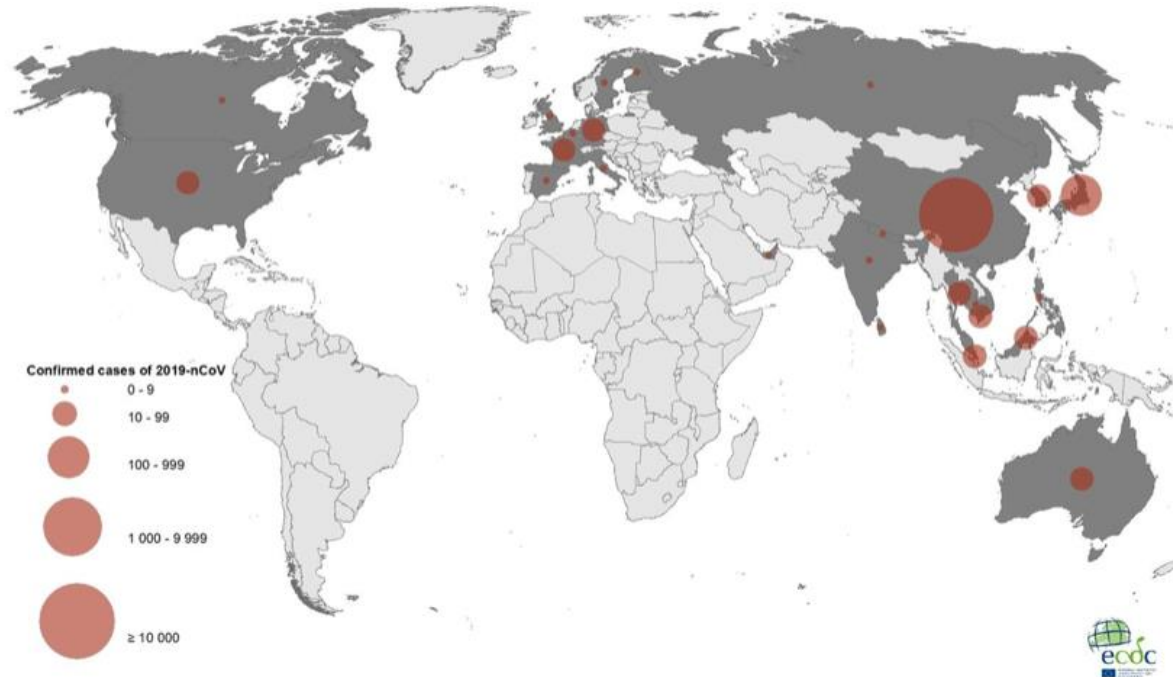 Confirmed cases of 2019-nCoV
0 - 9
10 - 99
100 - 999
1 000 - 9 999
≥ 10 000
ecdc